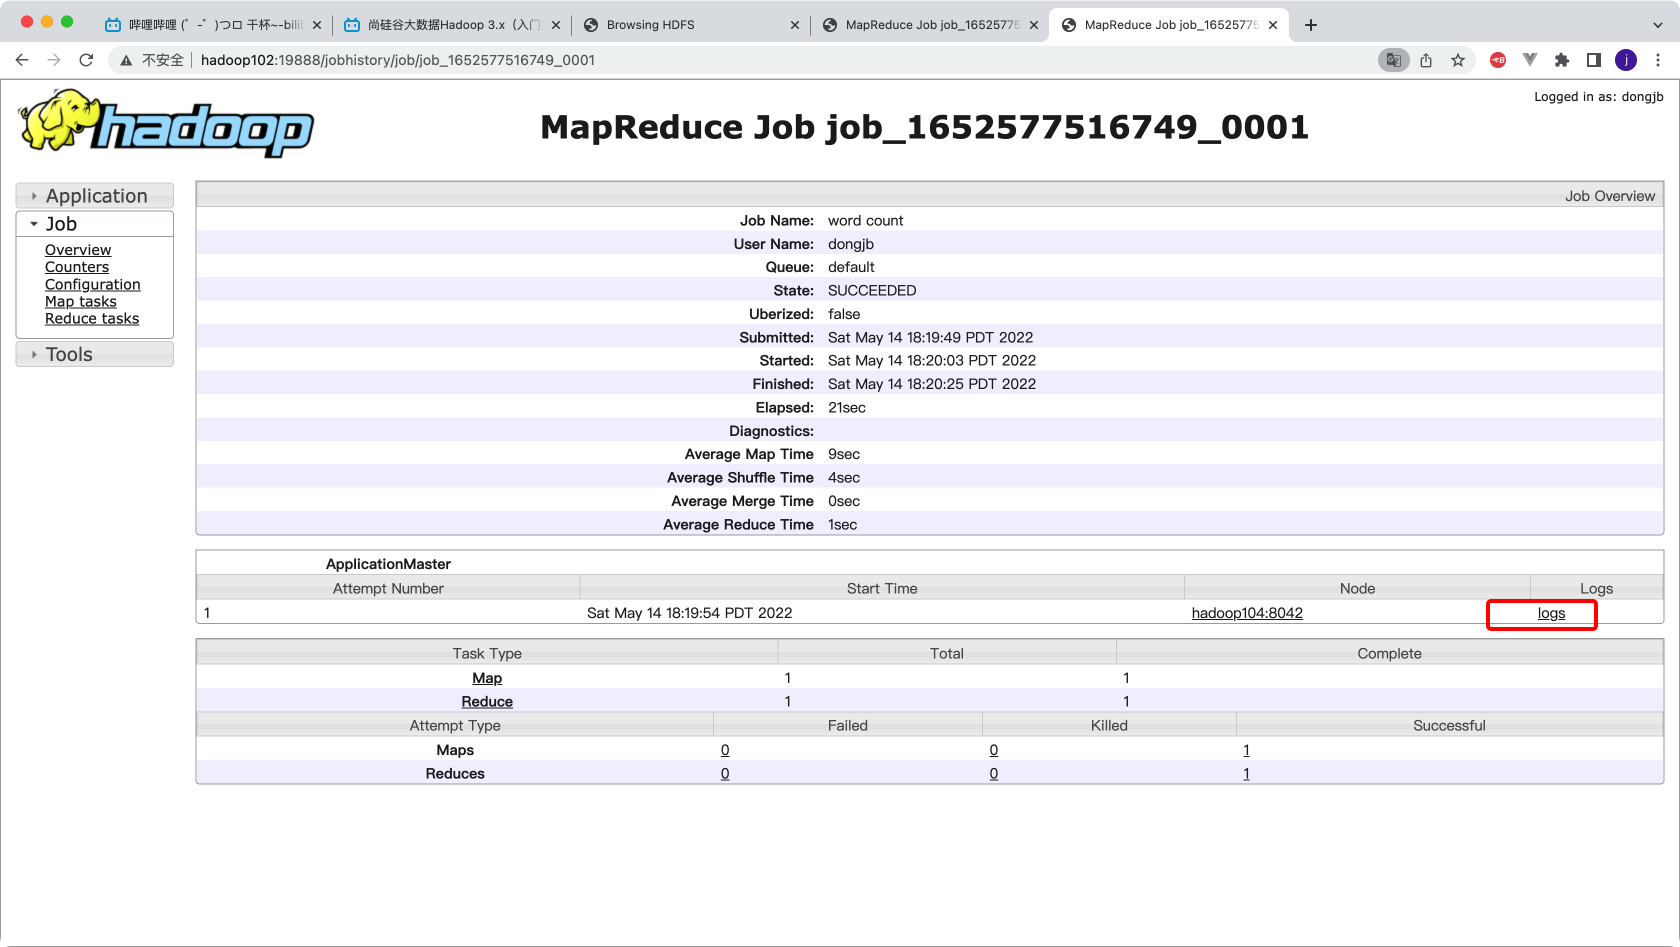 哔哩哔哩 (゜-゜)つロ 干杯~-bili
尚硅谷大数据Hadoop 3.x（入门
Browsing HDFS
MapReduce Job job_16525775
MapReduce Job job_16525775
不安全
hadoop102:19888/jobhistory/job/job_1652577516749_0001
j
hadoop
MapReduce Job job_1652577516749_0001
Logged in as: dongjb
Application
Job
Overview
Counters
Configuration
Map tasks
Reduce tasks
Tools
Job Overview
Job Name: word count
User Name: dongjb
Queue: default
State: SUCCEEDED
Uberized: false
Submitted: Sat May 14 18:19:49 PDT 2022
Started: Sat May 14 18:20:03 PDT 2022
Finished: Sat May 14 18:20:25 PDT 2022
Elapsed: 21sec
Diagnostics:
Average Map Time 9sec
Average Shuffle Time 4sec
Average Merge Time 0sec
Average Reduce Time 1sec
ApplicationMaster
Attempt Number Start Time Node Logs
1 Sat May 14 18:19:54 PDT 2022 hadoop104:8042 logs
Task Type Total Complete
Map 1 1
Reduce 1 1
Attempt Type Failed Killed Successful
Maps 0 0 1
Reduces 0 0 1